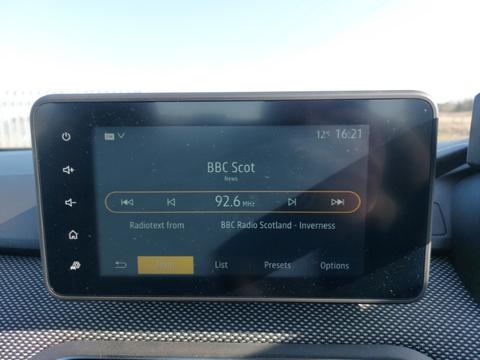 12°C 16:21
BBC Scot
News
92.6 MHz
Radiotext from BBC Radio Scotland - Inverness
List Presets Options